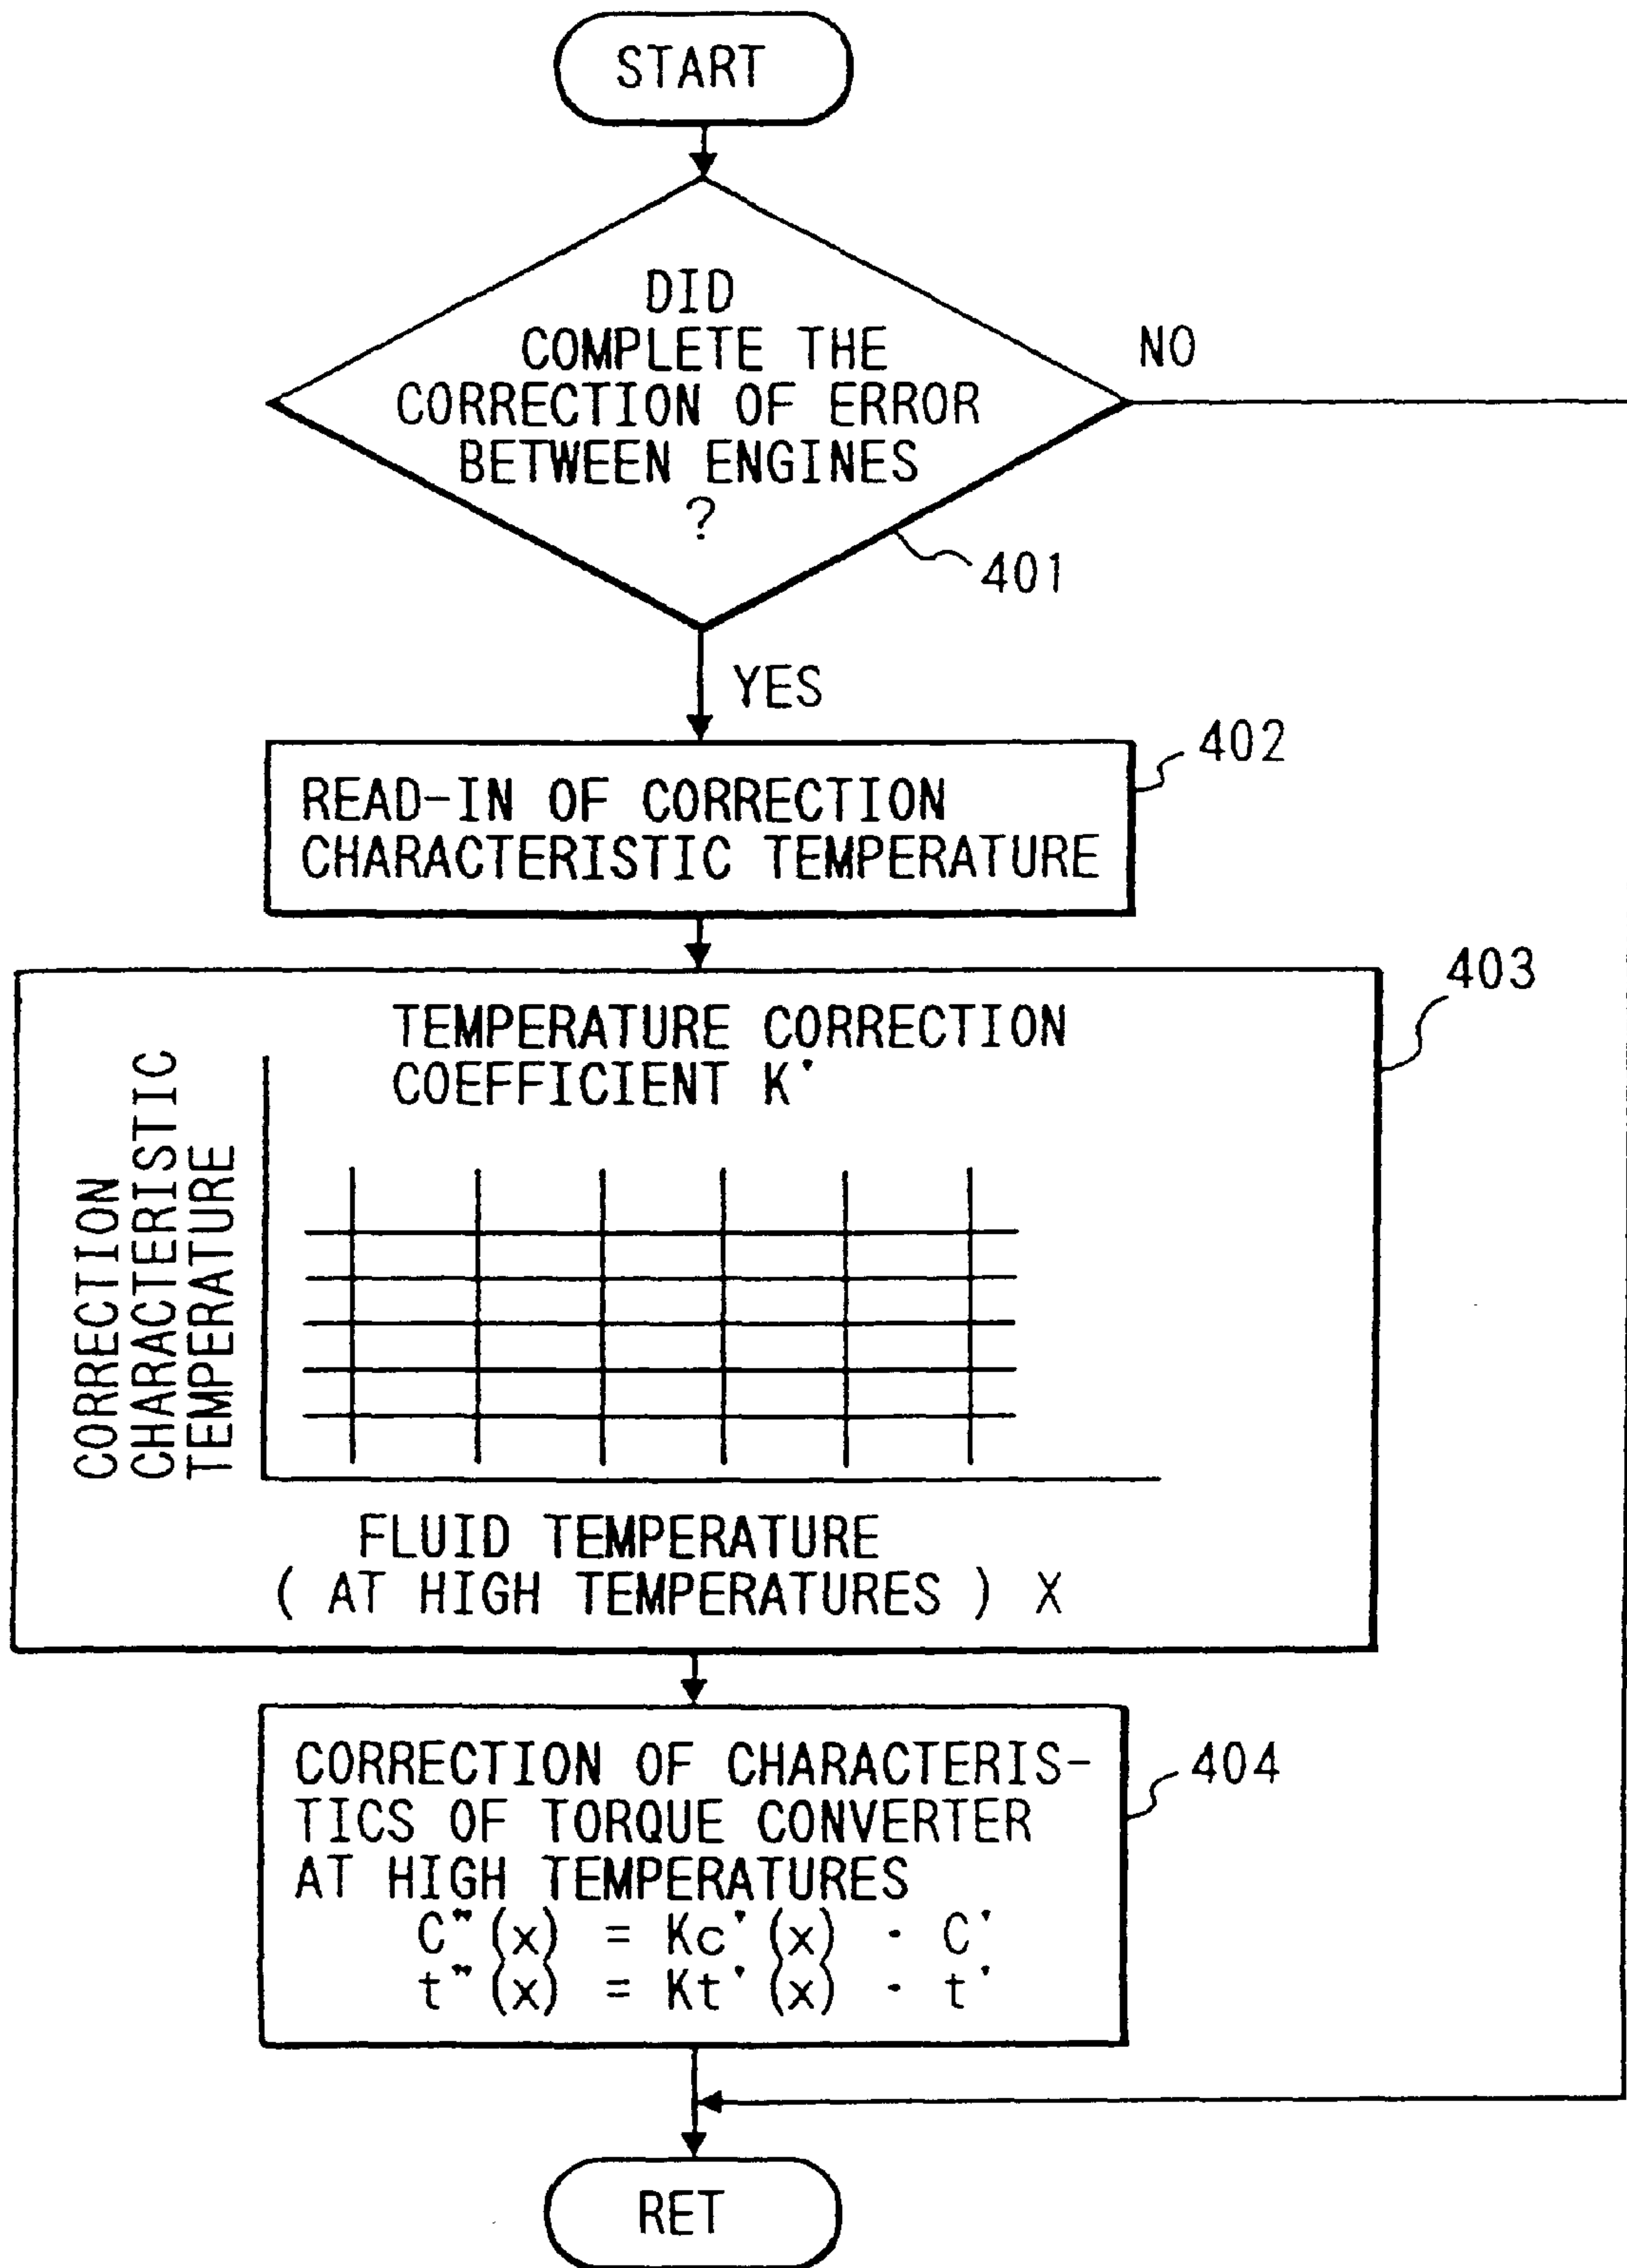 START
DID
COMPLETE THE
CORRECTION OF ERROR
BETWEEN ENGINES
?
NO
401
YES
402
READ-IN OF CORRECTION
CHARACTERISTIC TEMPERATURE
403
TEMPERATURE CORRECTION
COEFFICIENT K'
CORRECTION
CHARACTERISTIC
TEMPERATURE
FLUID TEMPERATURE
( AT HIGH TEMPERATURES ) X
404
CORRECTION OF CHARACTERIS-
TICS OF TORQUE CONVERTER
AT HIGH TEMPERATURES
C"(x) = Kc'(x) · C'
t"(x) = Kt'(x) · t'
RET